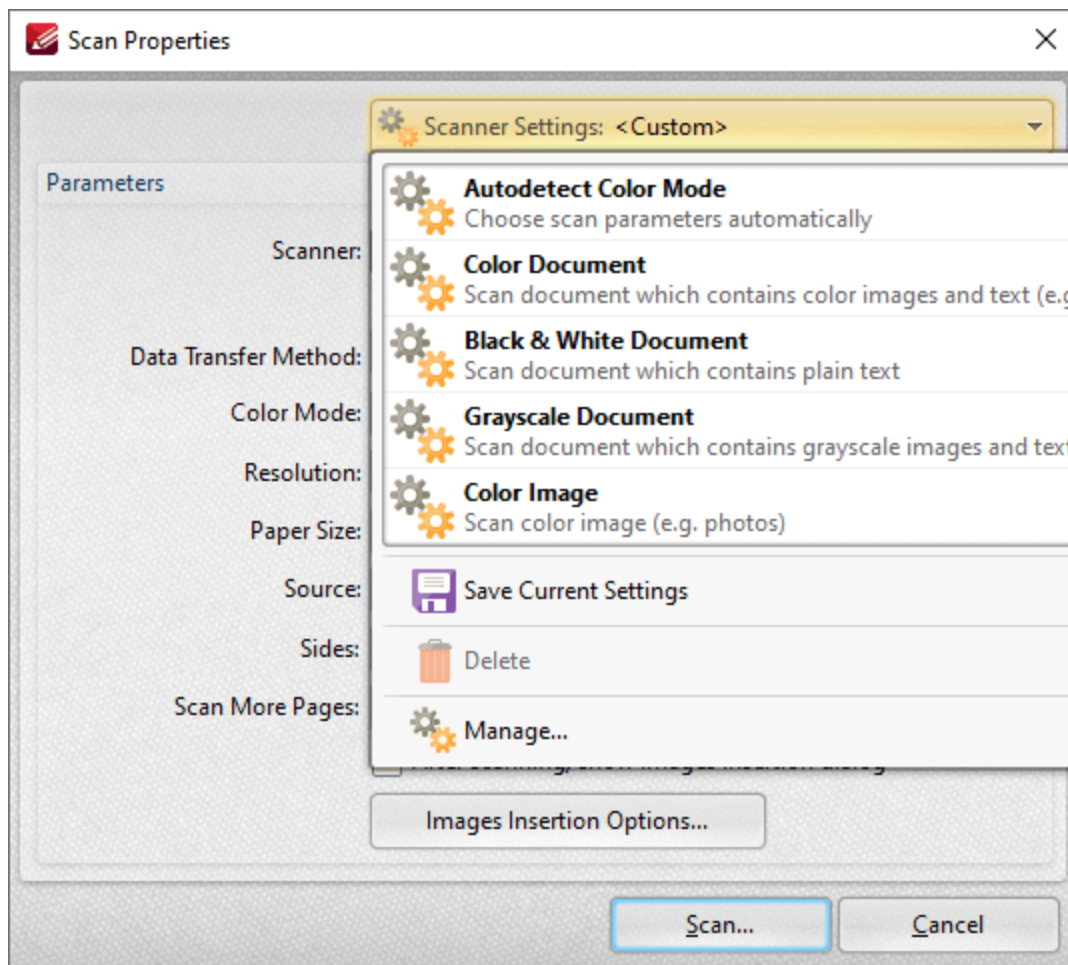 Scan Properties
Scanner Settings: <Custom>
Parameters
Autodetect Color Mode
Choose scan parameters automatically
Scanner:
Color Document
Scan document which contains color images and text (e.g
Black & White Document
Data Transfer Method:
Scan document which contains plain text
Color Mode:
Grayscale Document
Scan document which contains grayscale images and text
Resolution:
Color Image
Scan color image (e.g. photos)
Paper Size:
Source:
Save Current Settings
Sides:
Delete
Scan More Pages:
Manage...
Images Insertion Options...
Scan...
Cancel